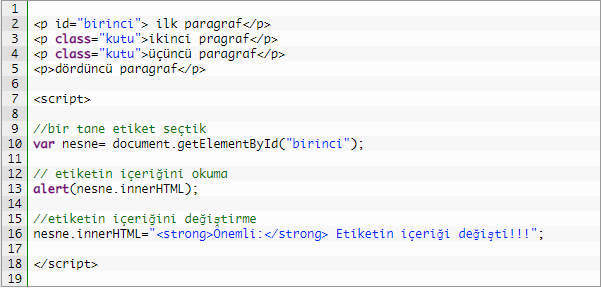 1
2 <p id="birinci"> ilk paragraf</p>
3 <p class="kutu">ikinci pragraf</p>
4 <p class="kutu">üçüncü paragraf</p>
5 <p>dördüncü paragraf</p>
6
7 <script>
8
9 //bir tane etiket seçtik
10 var nesne= document.getElementById("birinci");
11
12 // etiketin içeriğini okuma
13 alert(nesne.innerHTML);
14
15 //etiketin içeriğini değiştirme
16 nesne.innerHTML="<strong>Önemli:</strong> Etiketin içeriği değişti!!!";
17
18 </script>
19